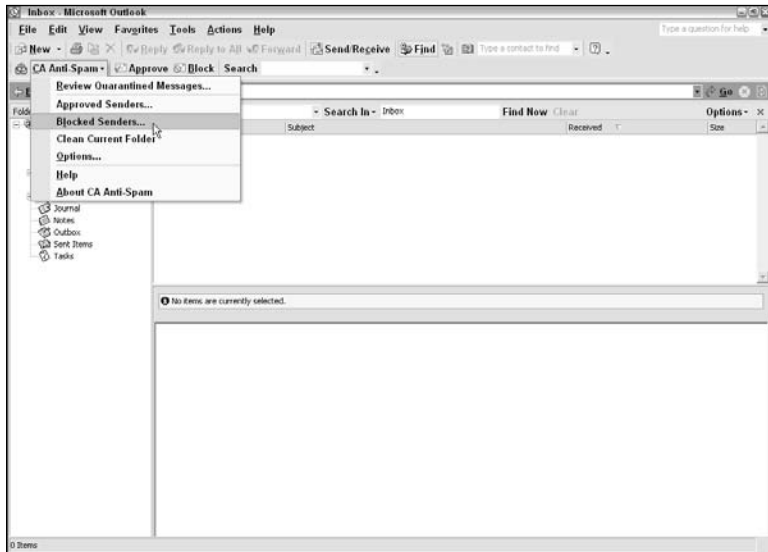 Inbox - Microsoft Outlook
File Edit View Favorites Tools Actions Help
Type a question for help
New Reply Reply to All Forward Send/Receive Find Type a contact to find
CA Anti-Spam Approve Block Search
Review Quarantined Messages...
Go
Approved Senders...
Search In Inbox Find Now Clear Options
Blocked Senders...
Subject Received Size
Clean Current Folder
Options...
Help
About CA Anti-Spam
Journal
Notes
Outbox
Sent Items
Tasks
No items are currently selected.
0 Items